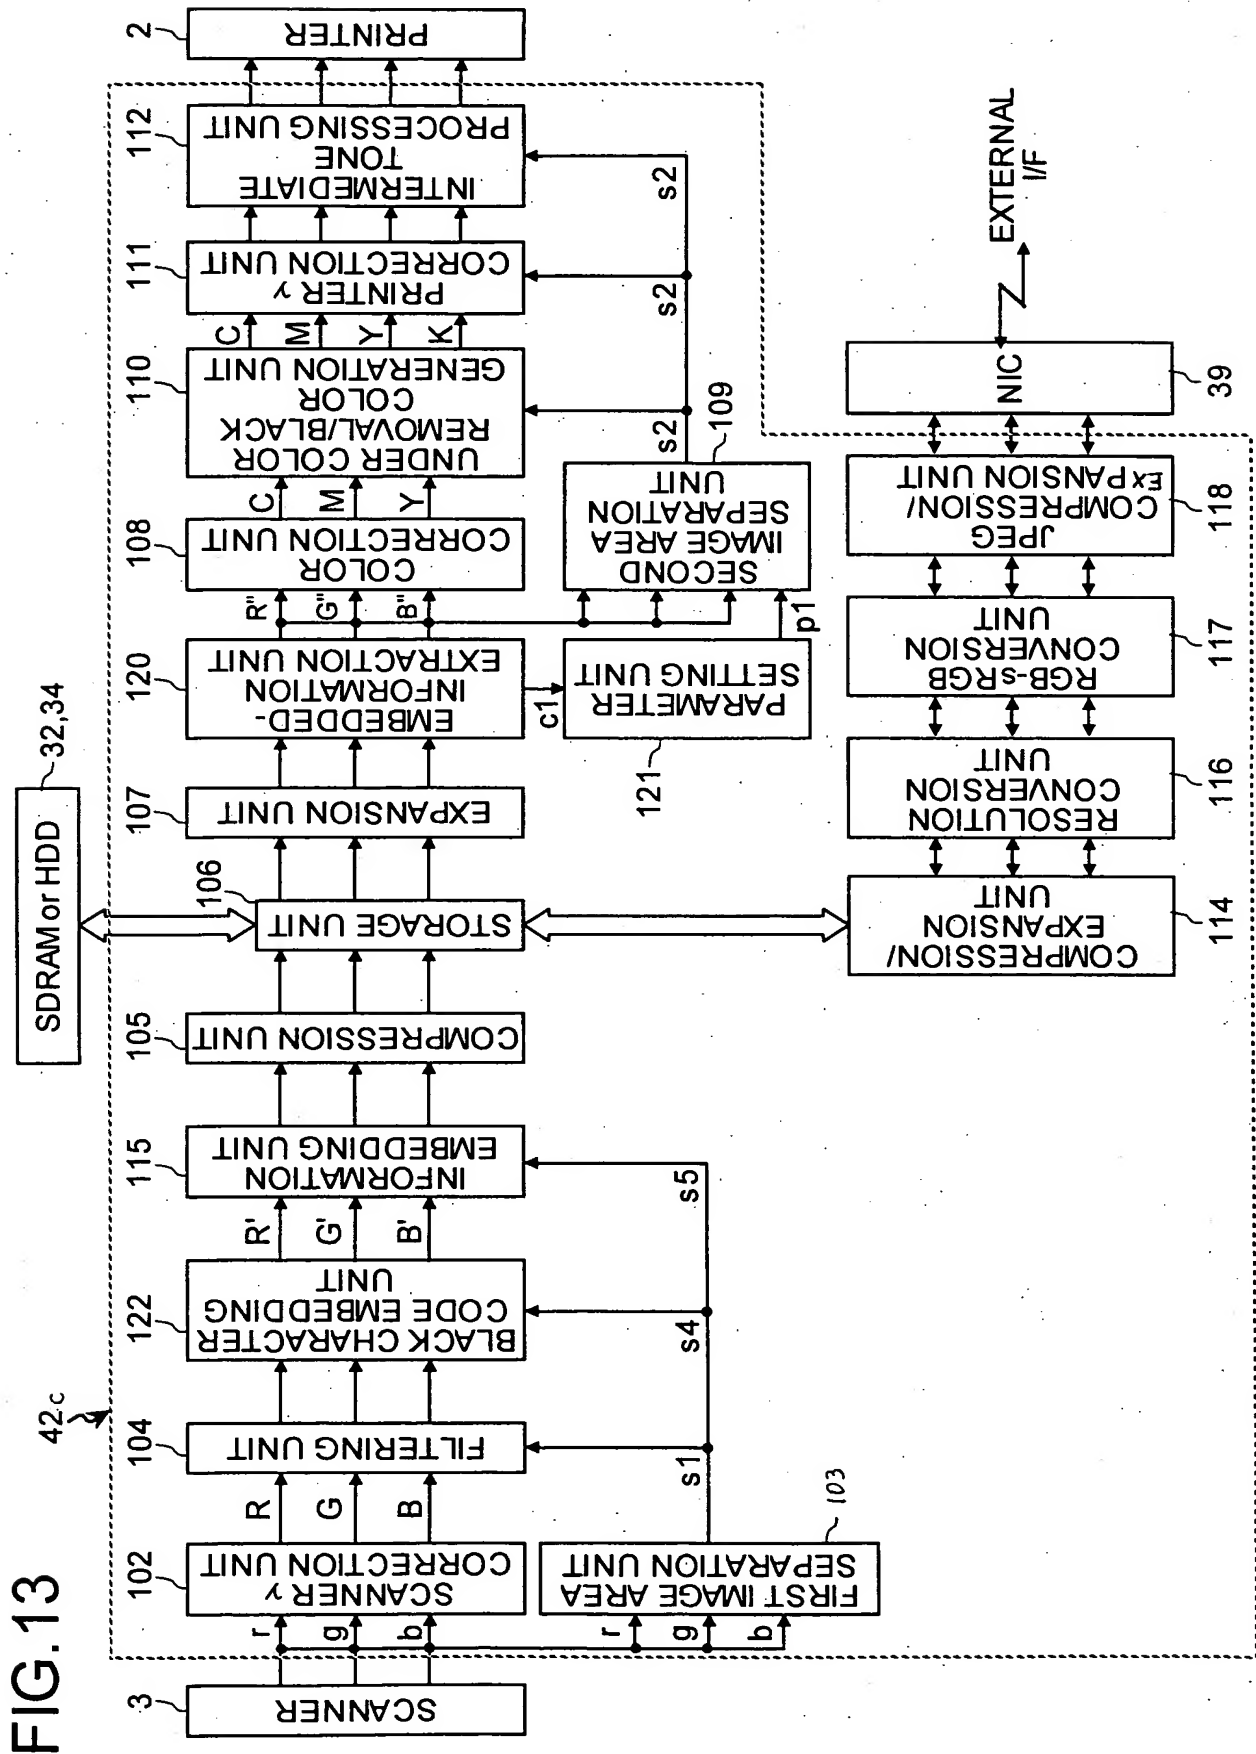 FIG.13
42c
SDRAM or HDD
32,34
3
SCANNER
r
g
b
r
g
b
102
SCANNER γ
CORRECTION UNIT
103
FIRST IMAGE AREA
SEPARATION UNIT
R
G
B
104
FILTERING UNIT
s1
122
BLACK CHARACTER
CODE EMBEDDING
UNIT
s4
R'
G'
B'
115
INFORMATION
EMBEDDING UNIT
s5
105
COMPRESSION UNIT
106
STORAGE UNIT
107
EXPANSION UNIT
120
EMBEDDED-
INFORMATION
EXTRACTION UNIT
c1
121
PARAMETER
SETTING UNIT
p1
R"
G"
B"
108
COLOR
CORRECTION UNIT
109
SECOND
IMAGE AREA
SEPARATION
UNIT
C
M
Y
110
UNDER COLOR
REMOVAL/BLACK
COLOR
GENERATION UNIT
s2
C
M
Y
K
111
PRINTER γ
CORRECTION UNIT
s2
112
INTERMEDIATE
TONE
PROCESSING UNIT
s2
2
PRINTER
114
COMPRESSION/
EXPANSION
UNIT
116
RESOLUTION
CONVERSION
UNIT
117
RGB-sRGB
CONVERSION
UNIT
118
JPEG
COMPRESSION/
ExPANSION UNIT
39
NIC
EXTERNAL
I/F